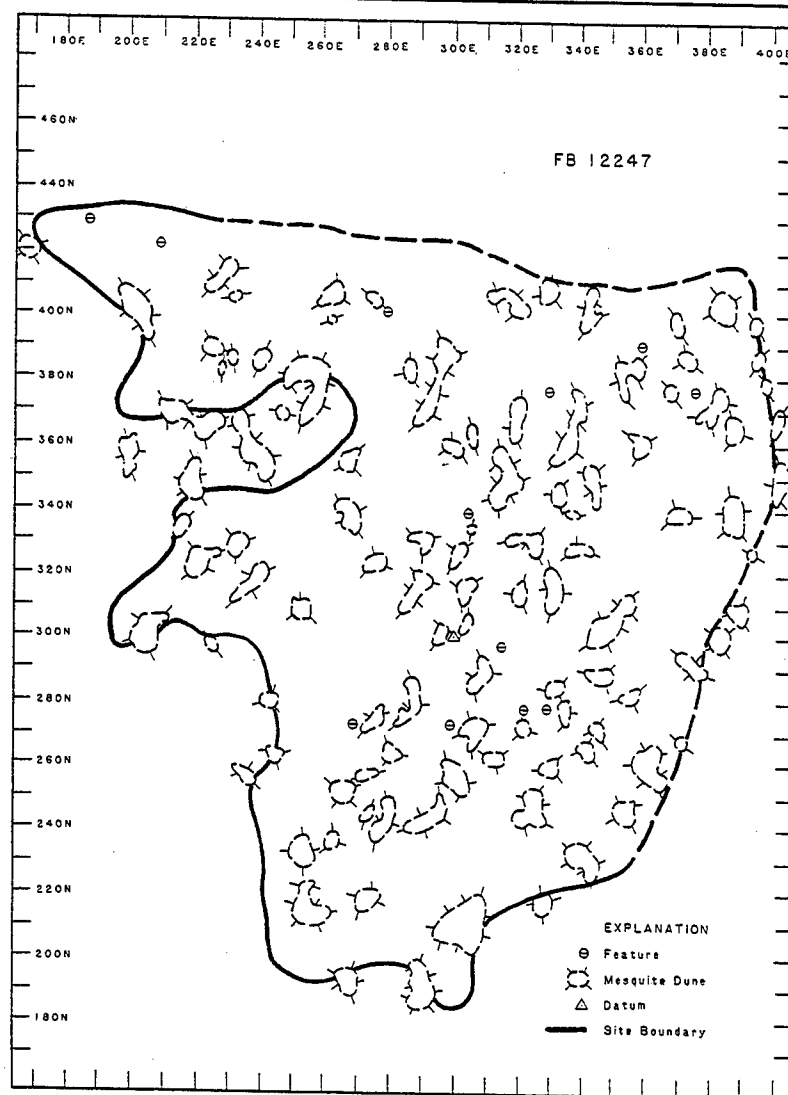 180E 200E 220E 240E 260E 280E 300E 320E 340E 360E 380E 400E
460N
FB 12247
440N
420N
400N
380N
360N
340N
320N
300N
280N
260N
240N
220N
200N
180N
EXPLANATION
Feature
Mesquite Dune
Datum
Site Boundary